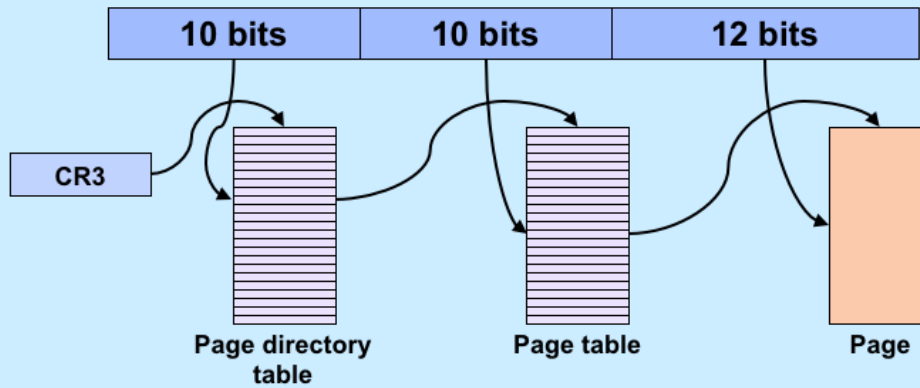 10 bits
10 bits
12 bits
CR3
Page directory
table
Page table
Page